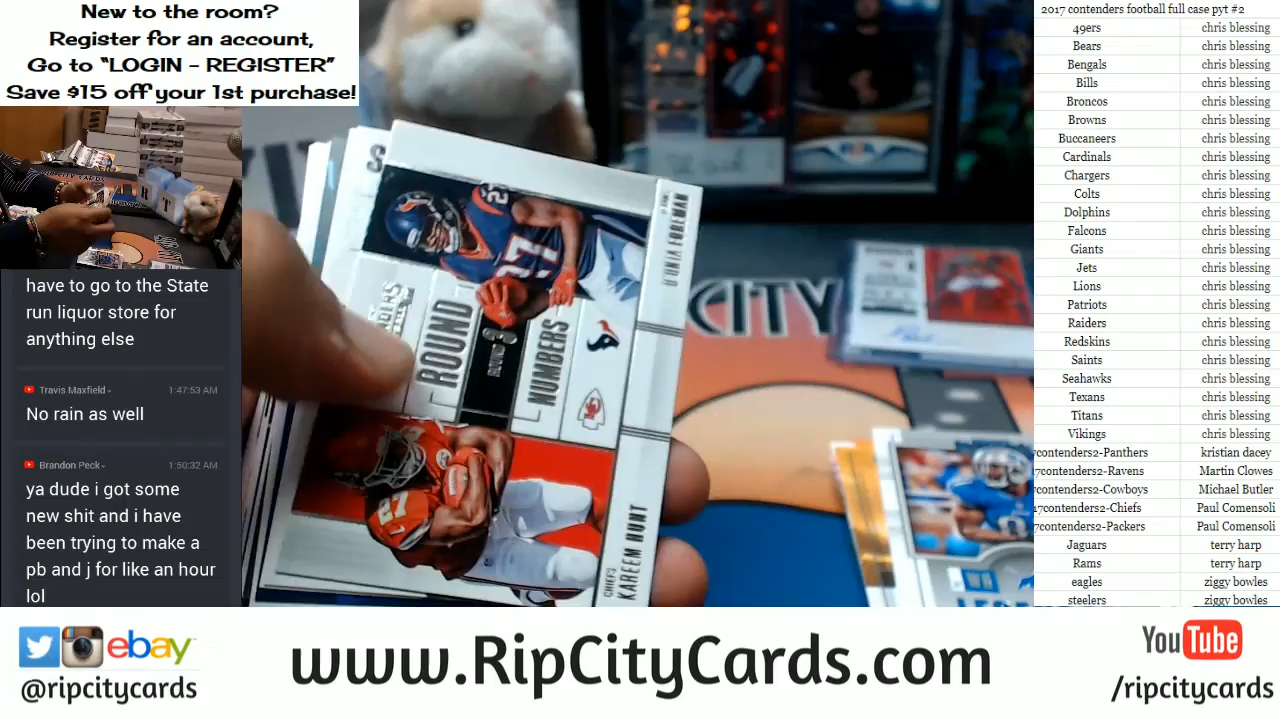 New to the room?
Register for an account,
Go to “LOGIN - REGISTER”
Save $15 off your 1st purchase!
have to go to the State
run liquor store for
anything else
Travis Maxfield
1:47:53 AM
No rain as well
Brandon Peck
1:50:32 AM
ya dude i got some
new shit and i have
been trying to make a
pb and j for like an hour
lol
D'ONTA FOREMAN
27
ROUND
NUMBERS
27
CHIEFS
KAREEM HUNT
CITY
2017 contenders football full case pyt #2
49ers chris blessing
Bears chris blessing
Bengals chris blessing
Bills chris blessing
Broncos chris blessing
Browns chris blessing
Buccaneers chris blessing
Cardinals chris blessing
Chargers chris blessing
Colts chris blessing
Dolphins chris blessing
Falcons chris blessing
Giants chris blessing
Jets chris blessing
Lions chris blessing
Patriots chris blessing
Raiders chris blessing
Redskins chris blessing
Saints chris blessing
Seahawks chris blessing
Texans chris blessing
Titans chris blessing
Vikings chris blessing
contenders2-Panthers kristian dacey
7contenders2-Ravens Martin Clowes
contenders2-Cowboys Michael Butler
17contenders2-Chiefs Paul Comensoli
7contenders2-Packers Paul Comensoli
Jaguars terry harp
Rams terry harp
eagles ziggy bowles
steelers ziggy bowles
ebay
@ripcitycards
www.RipCityCards.com
YouTube
/ripcitycards